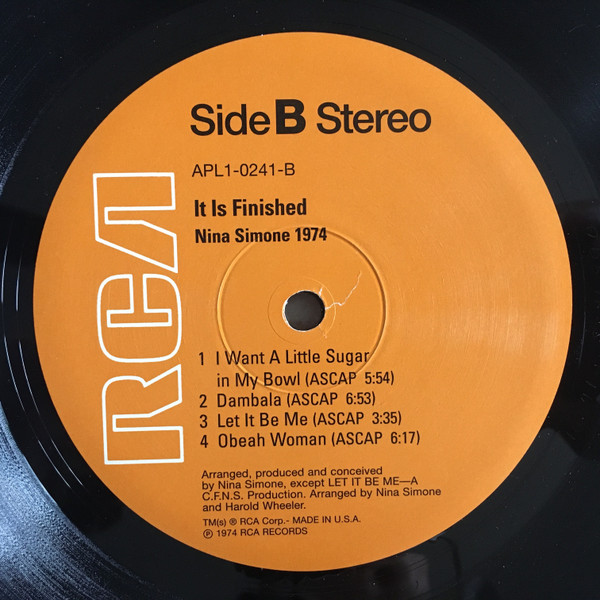 Side B Stereo
APL1-0241-B
It Is Finished
Nina Simone 1974
RCA
1 I Want A Little Sugar
in My Bowl (ASCAP 5:54)
2 Dambala (ASCAP 6:53)
3 Let It Be Me (ASCAP 3:35)
4 Obeah Woman (ASCAP 6:17)
Arranged, produced and conceived
by Nina Simone, except LET IT BE ME—A
C.F.N.S. Production. Arranged by Nina Simone
and Harold Wheeler.
TM(s) ® RCA Corp.- MADE IN U.S.A.
℗ 1974 RCA RECORDS